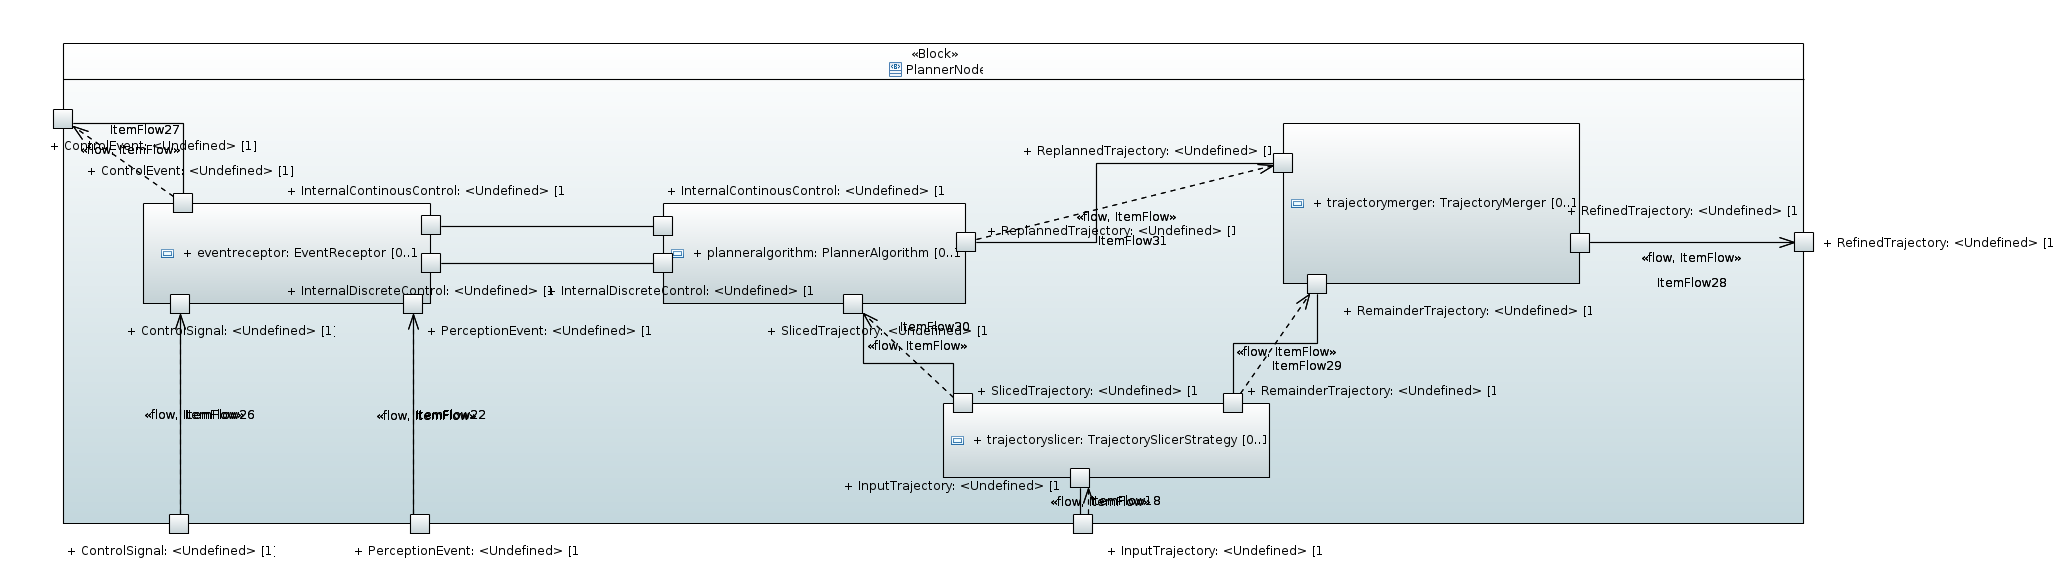 «Block»
PlannerNode
ItemFlow27
+ ControlEvent: <Undefined> [1]
«flow, ItemFlow»
+ ControlEvent: <Undefined> [1]
+ InternalContinousControl: <Undefined> [1
+ InternalContinousControl: <Undefined> [1
+ eventreceptor: EventReceptor [0..1
+ planneralgorithm: PlannerAlgorithm [0..1
+ InternalDiscreteControl: <Undefined> [1
+ InternalDiscreteControl: <Undefined> [1
+ ReplannedTrajectory: <Undefined> [1
«flow, ItemFlow»
+ ReplannedTrajectory: <Undefined> [1
ItemFlow31
+ trajectorymerger: TrajectoryMerger [0..1
+ RefinedTrajectory: <Undefined> [1
+ RefinedTrajectory: <Undefined> [1
«flow, ItemFlow»
ItemFlow28
+ ControlSignal: <Undefined> [1]
+ PerceptionEvent: <Undefined> [1
+ SlicedTrajectory: <Undefined> [1
ItemFlow30
«flow, ItemFlow»
+ RemainderTrajectory: <Undefined> [1
«flow, ItemFlow»
ItemFlow29
+ SlicedTrajectory: <Undefined> [1
+ RemainderTrajectory: <Undefined> [1
«flow, ItemFlow»
ItemFlow26
«flow, ItemFlow»
ItemFlow22
+ trajectoryslicer: TrajectorySlicerStrategy [0..1
+ InputTrajectory: <Undefined> [1
«flow, ItemFlow»
ItemFlow18
+ ControlSignal: <Undefined> [1]
+ PerceptionEvent: <Undefined> [1
+ InputTrajectory: <Undefined> [1